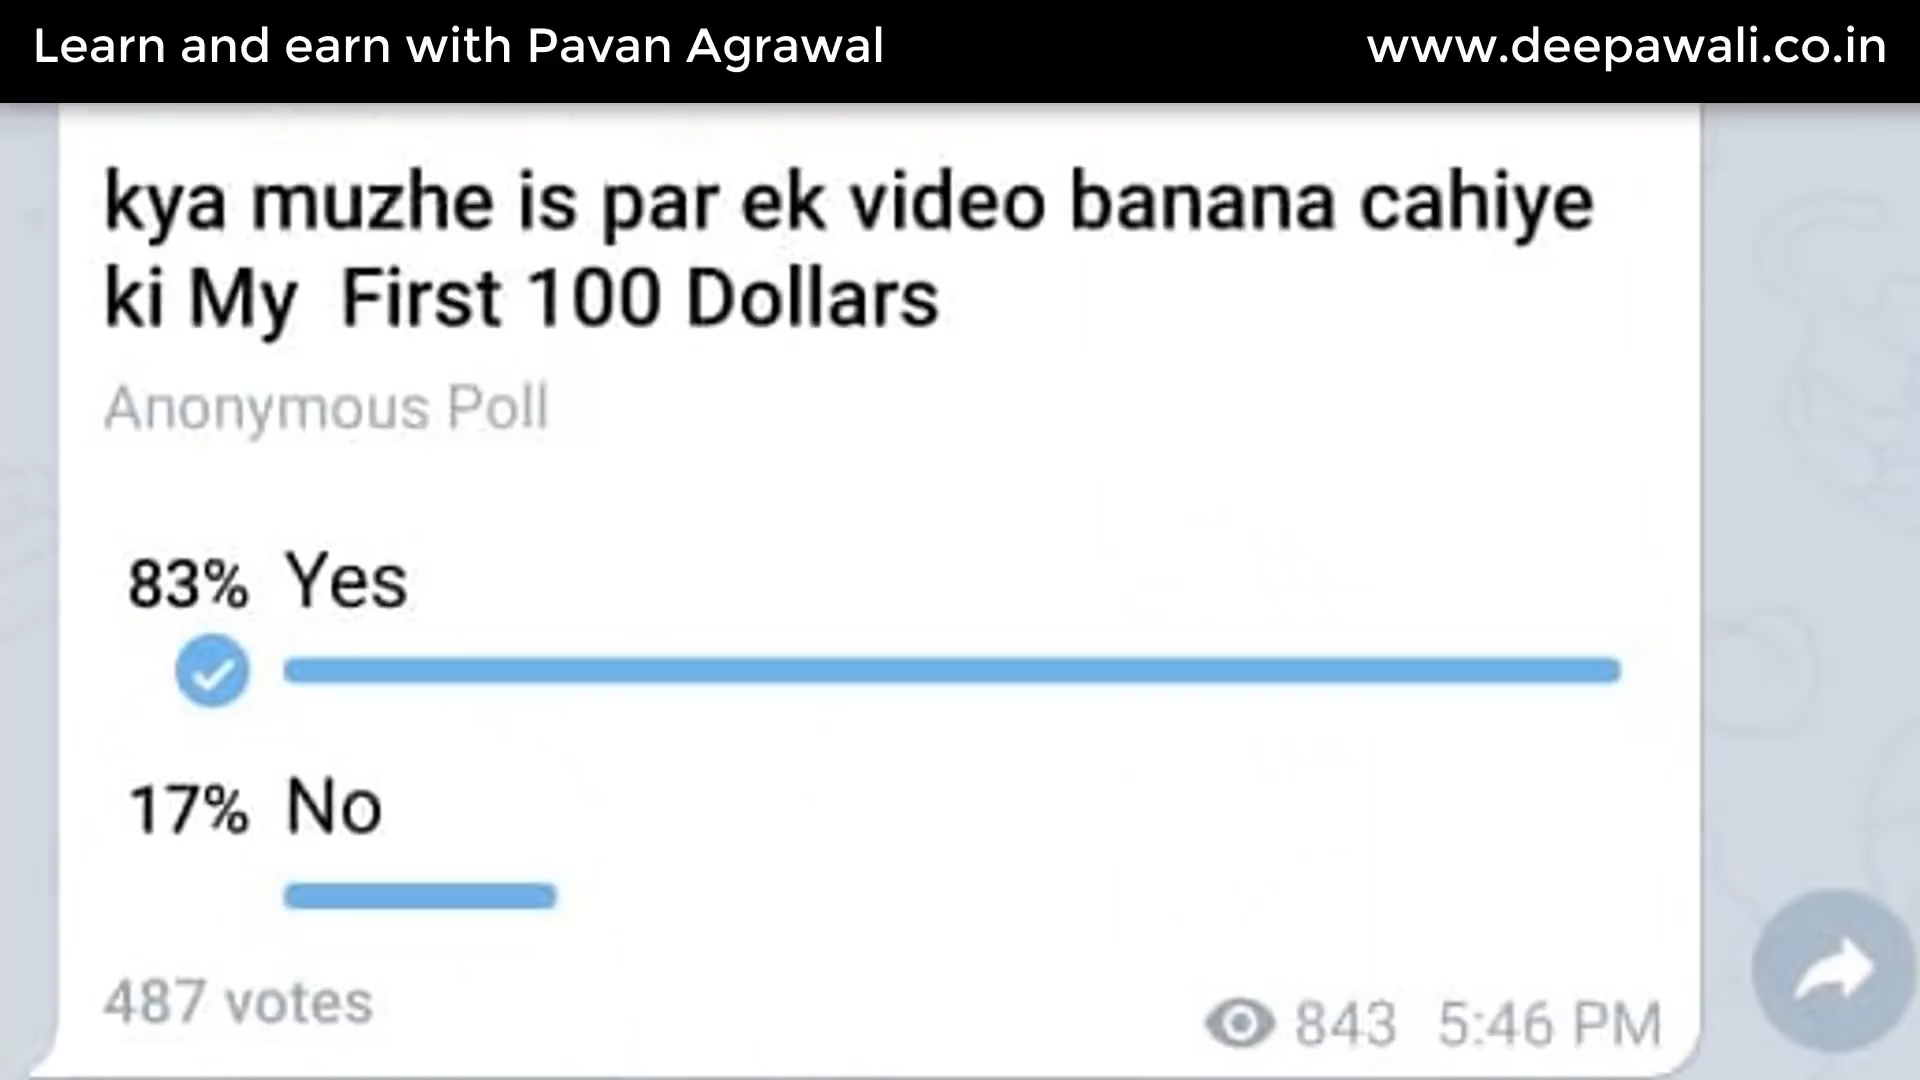 Learn and earn with Pavan Agrawal
www.deepawali.co.in
kya muzhe is par ek video banana cahiye
ki My First 100 Dollars
Anonymous Poll
83% Yes
17% No
487 votes
843 5:46 PM